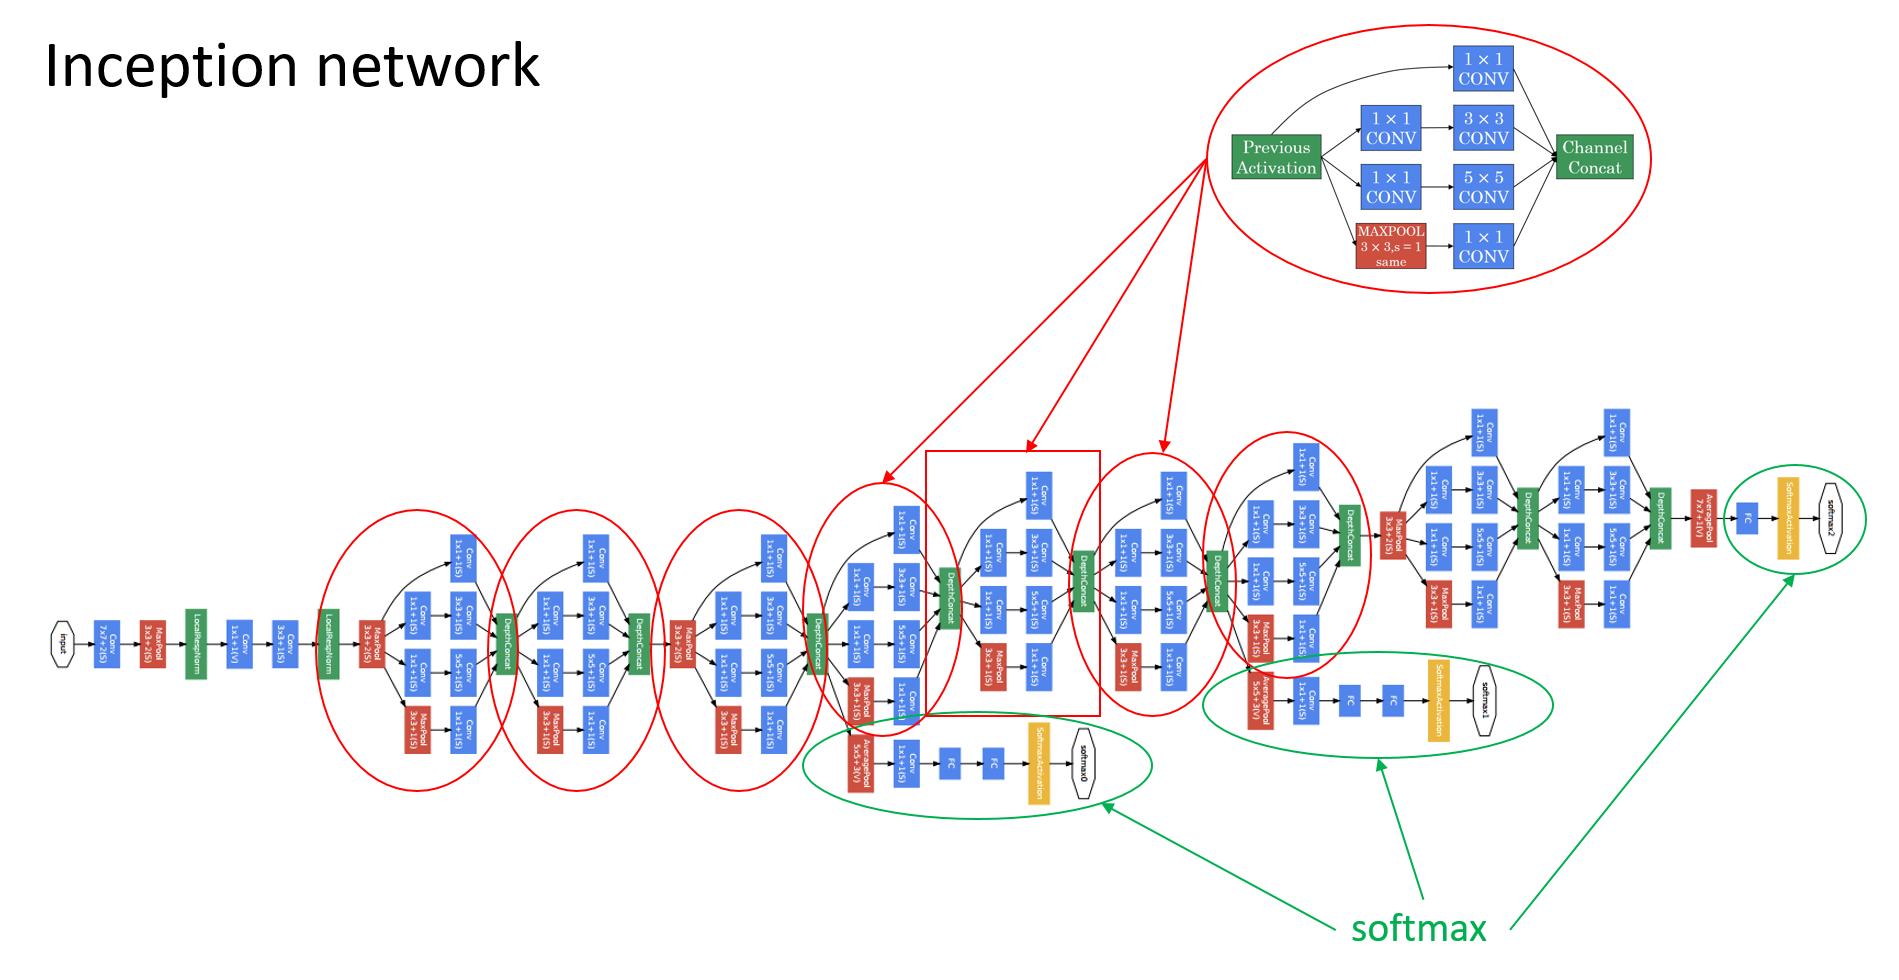 Inception network
1 × 1
CONV
1 × 1
CONV
3 × 3
CONV
Previous
Activation
Channel
Concat
1 × 1
CONV
5 × 5
CONV
MAXPOOL
3 × 3,s = 1
same
1 × 1
CONV
input
Conv
7x7+2(S)
MaxPool
3x3+2(S)
LocalRespNorm
Conv
1x1+1(V)
Conv
3x3+1(S)
LocalRespNorm
MaxPool
3x3+2(S)
Conv
1x1+1(S)
Conv
1x1+1(S)
Conv
3x3+1(S)
Conv
1x1+1(S)
Conv
5x5+1(S)
MaxPool
3x3+1(S)
Conv
1x1+1(S)
DepthConcat
Conv
1x1+1(S)
Conv
1x1+1(S)
Conv
3x3+1(S)
Conv
1x1+1(S)
Conv
5x5+1(S)
MaxPool
3x3+1(S)
Conv
1x1+1(S)
DepthConcat
MaxPool
3x3+2(S)
Conv
1x1+1(S)
Conv
1x1+1(S)
Conv
3x3+1(S)
Conv
1x1+1(S)
Conv
5x5+1(S)
MaxPool
3x3+1(S)
Conv
1x1+1(S)
DepthConcat
Conv
1x1+1(S)
Conv
1x1+1(S)
Conv
3x3+1(S)
Conv
1x1+1(S)
Conv
5x5+1(S)
MaxPool
3x3+1(S)
Conv
1x1+1(S)
DepthConcat
AveragePool
5x5+3(V)
Conv
1x1+1(S)
FC
FC
SoftmaxActivation
softmax0
Conv
1x1+1(S)
Conv
1x1+1(S)
Conv
3x3+1(S)
Conv
1x1+1(S)
Conv
5x5+1(S)
MaxPool
3x3+1(S)
Conv
1x1+1(S)
DepthConcat
Conv
1x1+1(S)
Conv
1x1+1(S)
Conv
3x3+1(S)
Conv
1x1+1(S)
Conv
5x5+1(S)
MaxPool
3x3+1(S)
Conv
1x1+1(S)
DepthConcat
Conv
1x1+1(S)
Conv
1x1+1(S)
Conv
3x3+1(S)
Conv
1x1+1(S)
Conv
5x5+1(S)
MaxPool
3x3+1(S)
Conv
1x1+1(S)
DepthConcat
AveragePool
5x5+3(V)
Conv
1x1+1(S)
FC
FC
SoftmaxActivation
softmax1
MaxPool
3x3+2(S)
Conv
1x1+1(S)
Conv
1x1+1(S)
Conv
3x3+1(S)
Conv
1x1+1(S)
Conv
5x5+1(S)
MaxPool
3x3+1(S)
Conv
1x1+1(S)
DepthConcat
Conv
1x1+1(S)
Conv
1x1+1(S)
Conv
3x3+1(S)
Conv
1x1+1(S)
Conv
5x5+1(S)
MaxPool
3x3+1(S)
Conv
1x1+1(S)
DepthConcat
AveragePool
7x7+1(V)
FC
SoftmaxActivation
softmax2
softmax